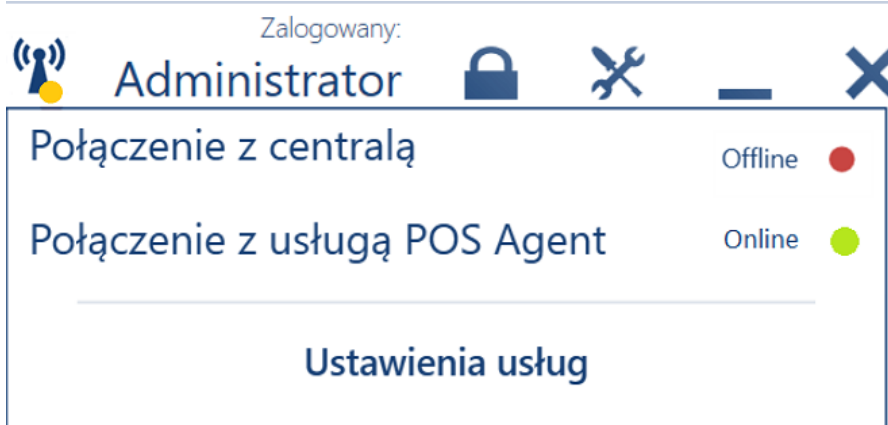 Zalogowany:
Administrator
Połączenie z centralą Offline
Połączenie z usługą POS Agent Online
Ustawienia usług